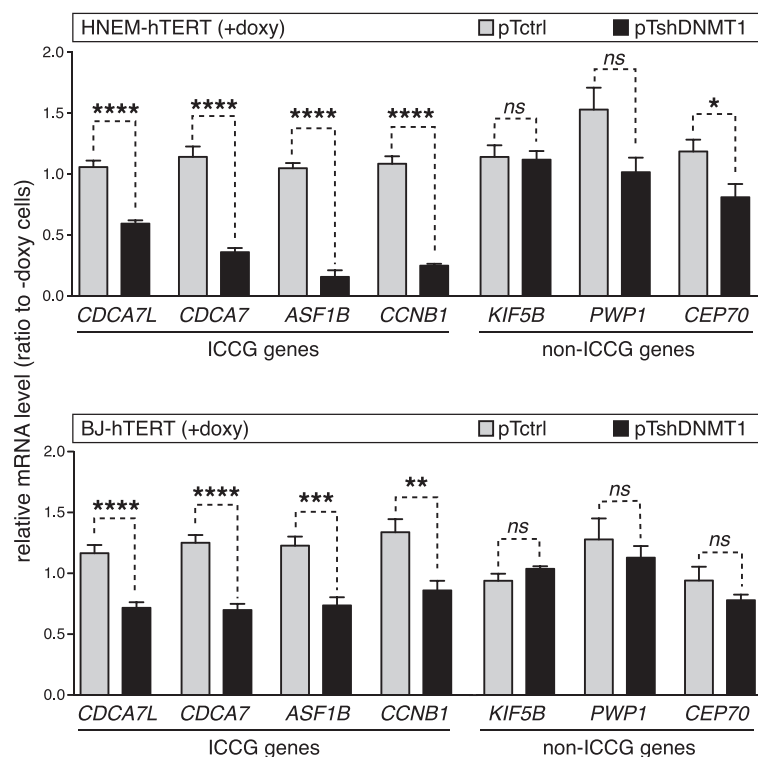 HNEM-hTERT (+doxy) pTctrl pTshDNMT1
relative mRNA level (ratio to -doxy cells)
2.0
1.5
1.0
0.5
0.0
**** **** **** **** ns ns *
CDCA7L CDCA7 ASF1B CCNB1 KIF5B PWP1 CEP70
ICCG genes non-ICCG genes
BJ-hTERT (+doxy) pTctrl pTshDNMT1
2.0
1.5
1.0
0.5
0.0
**** **** *** ** ns ns ns
CDCA7L CDCA7 ASF1B CCNB1 KIF5B PWP1 CEP70
ICCG genes non-ICCG genes